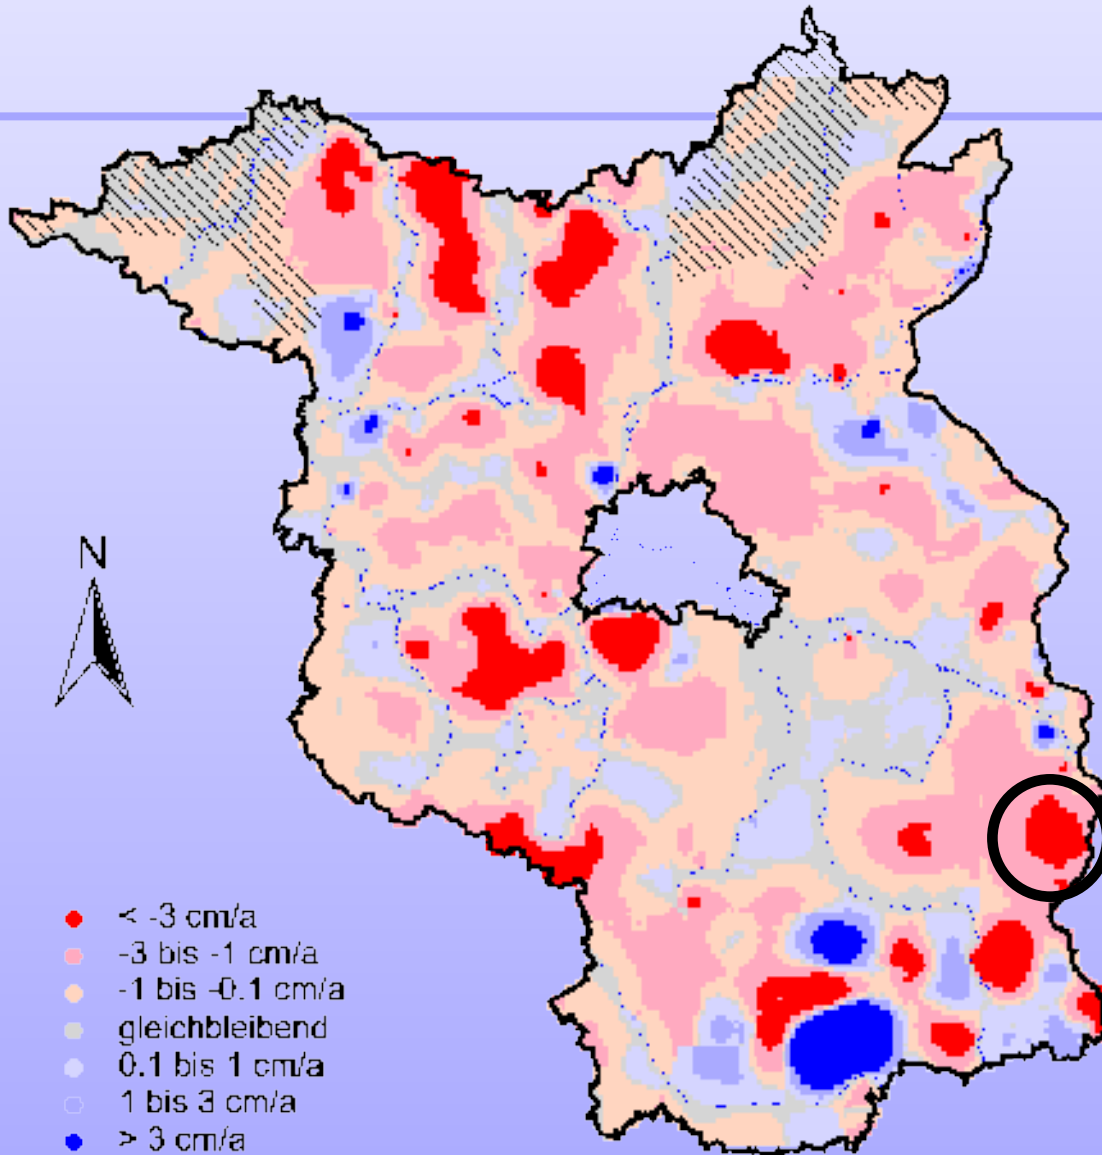 N
< -3 cm/a
-3 bis -1 cm/a
-1 bis -0.1 cm/a
gleichbleibend
0.1 bis 1 cm/a
1 bis 3 cm/a
> 3 cm/a